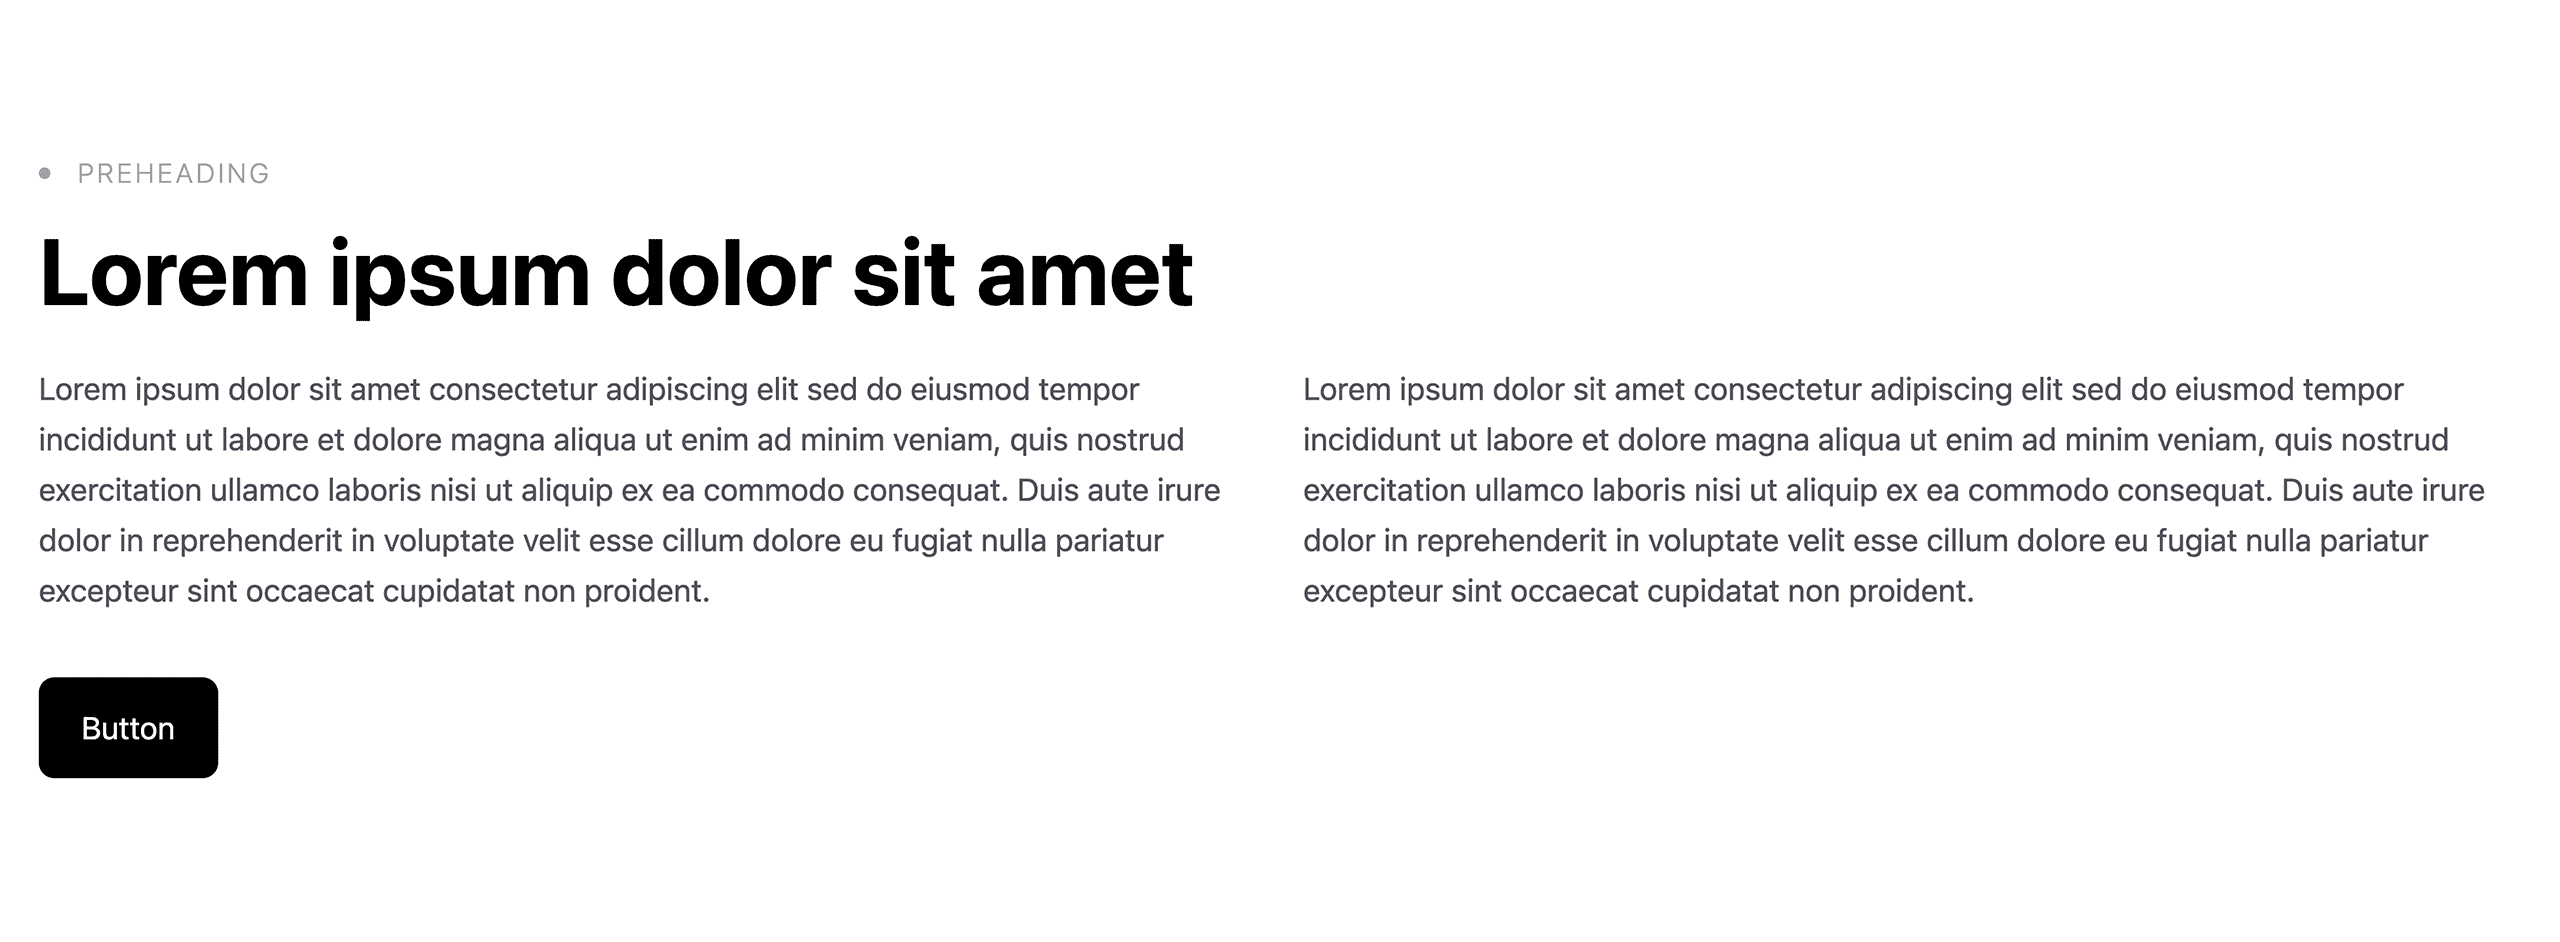 PREHEADING
Lorem ipsum dolor sit amet
Lorem ipsum dolor sit amet consectetur adipiscing elit sed do eiusmod tempor
incididunt ut labore et dolore magna aliqua ut enim ad minim veniam, quis nostrud
exercitation ullamco laboris nisi ut aliquip ex ea commodo consequat. Duis aute irure
dolor in reprehenderit in voluptate velit esse cillum dolore eu fugiat nulla pariatur
excepteur sint occaecat cupidatat non proident.
Lorem ipsum dolor sit amet consectetur adipiscing elit sed do eiusmod tempor
incididunt ut labore et dolore magna aliqua ut enim ad minim veniam, quis nostrud
exercitation ullamco laboris nisi ut aliquip ex ea commodo consequat. Duis aute irure
dolor in reprehenderit in voluptate velit esse cillum dolore eu fugiat nulla pariatur
excepteur sint occaecat cupidatat non proident.
Button